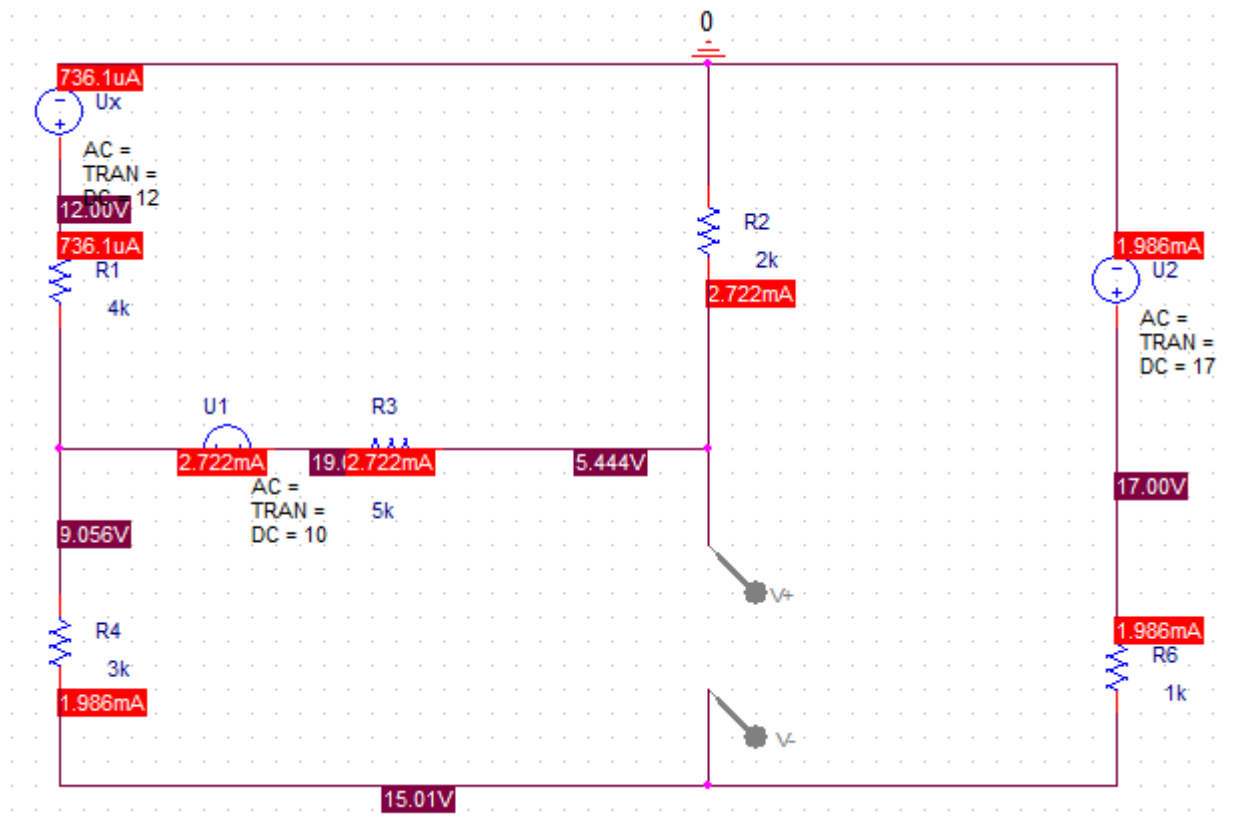 0
736.1uA
Ux
AC =
TRAN =
DC = 12
12.00V
736.1uA
R1
4k
R2
2k
2.722mA
1.986mA
U2
AC =
TRAN =
DC = 17
U1
R3
2.722mA
19.0
2.722mA
5.444V
AC =
TRAN =
DC = 10
5k
17.00V
9.056V
V+
R4
3k
1.986mA
1.986mA
R6
1k
V-
15.01V